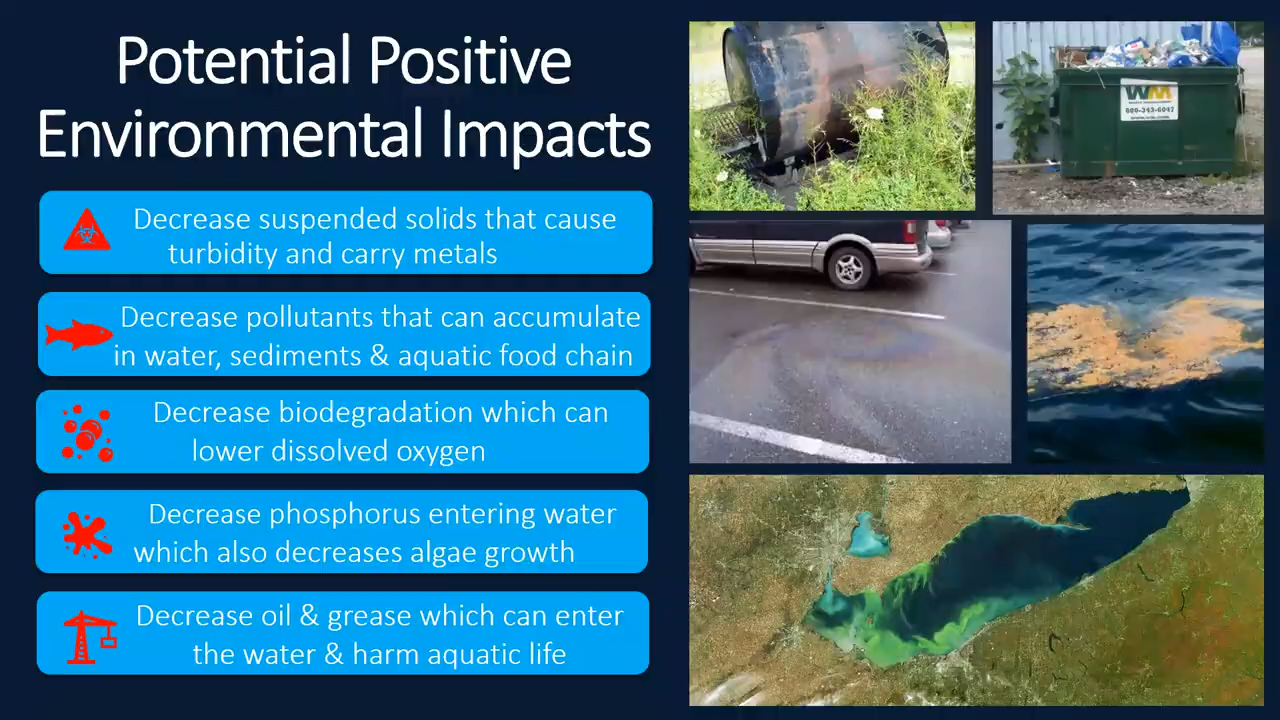 Potential Positive
Environmental Impacts
Decrease suspended solids that cause
turbidity and carry metals
Decrease pollutants that can accumulate
in water, sediments & aquatic food chain
Decrease biodegradation which can
lower dissolved oxygen
Decrease phosphorus entering water
which also decreases algae growth
Decrease oil & grease which can enter
the water & harm aquatic life
WM